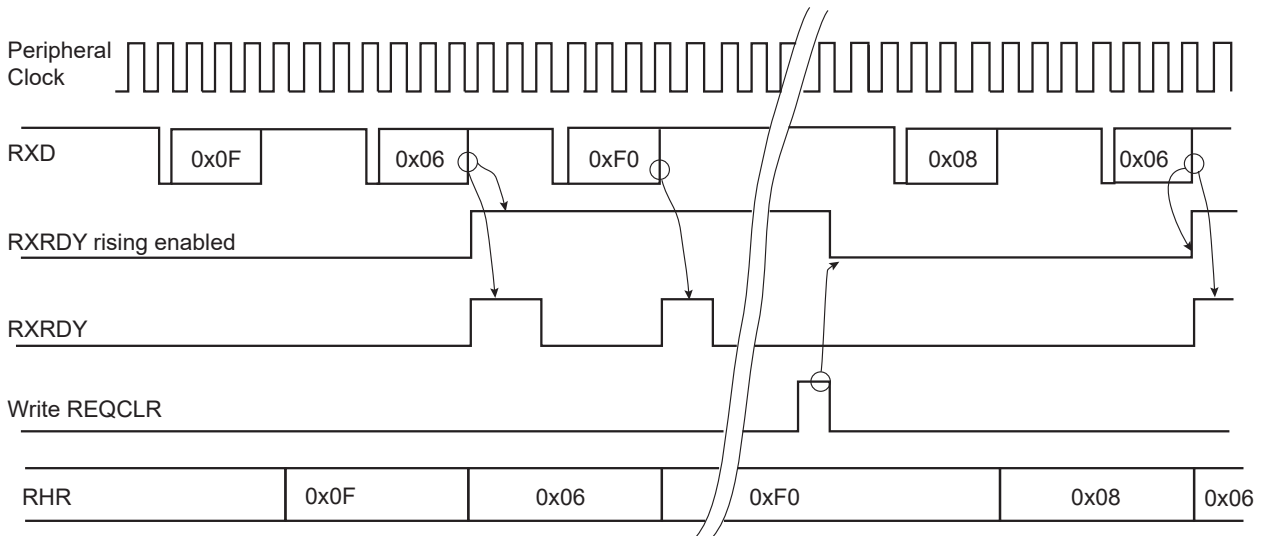 Peripheral
Clock
RXD
0x0F
0x06
0xF0
0x08
0x06
RXRDY rising enabled
RXRDY
Write REQCLR
RHR
0x0F
0x06
0xF0
0x08
0x06